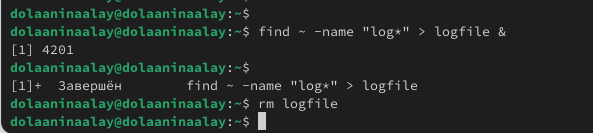 dolaaninaalay@dolaaninaalay:~$
dolaaninaalay@dolaaninaalay:~$ find ~ -name "log*" > logfile &
[1] 4201
dolaaninaalay@dolaaninaalay:~$
[1]+  Завершён        find ~ -name "log*" > logfile
dolaaninaalay@dolaaninaalay:~$ rm logfile
dolaaninaalay@dolaaninaalay:~$